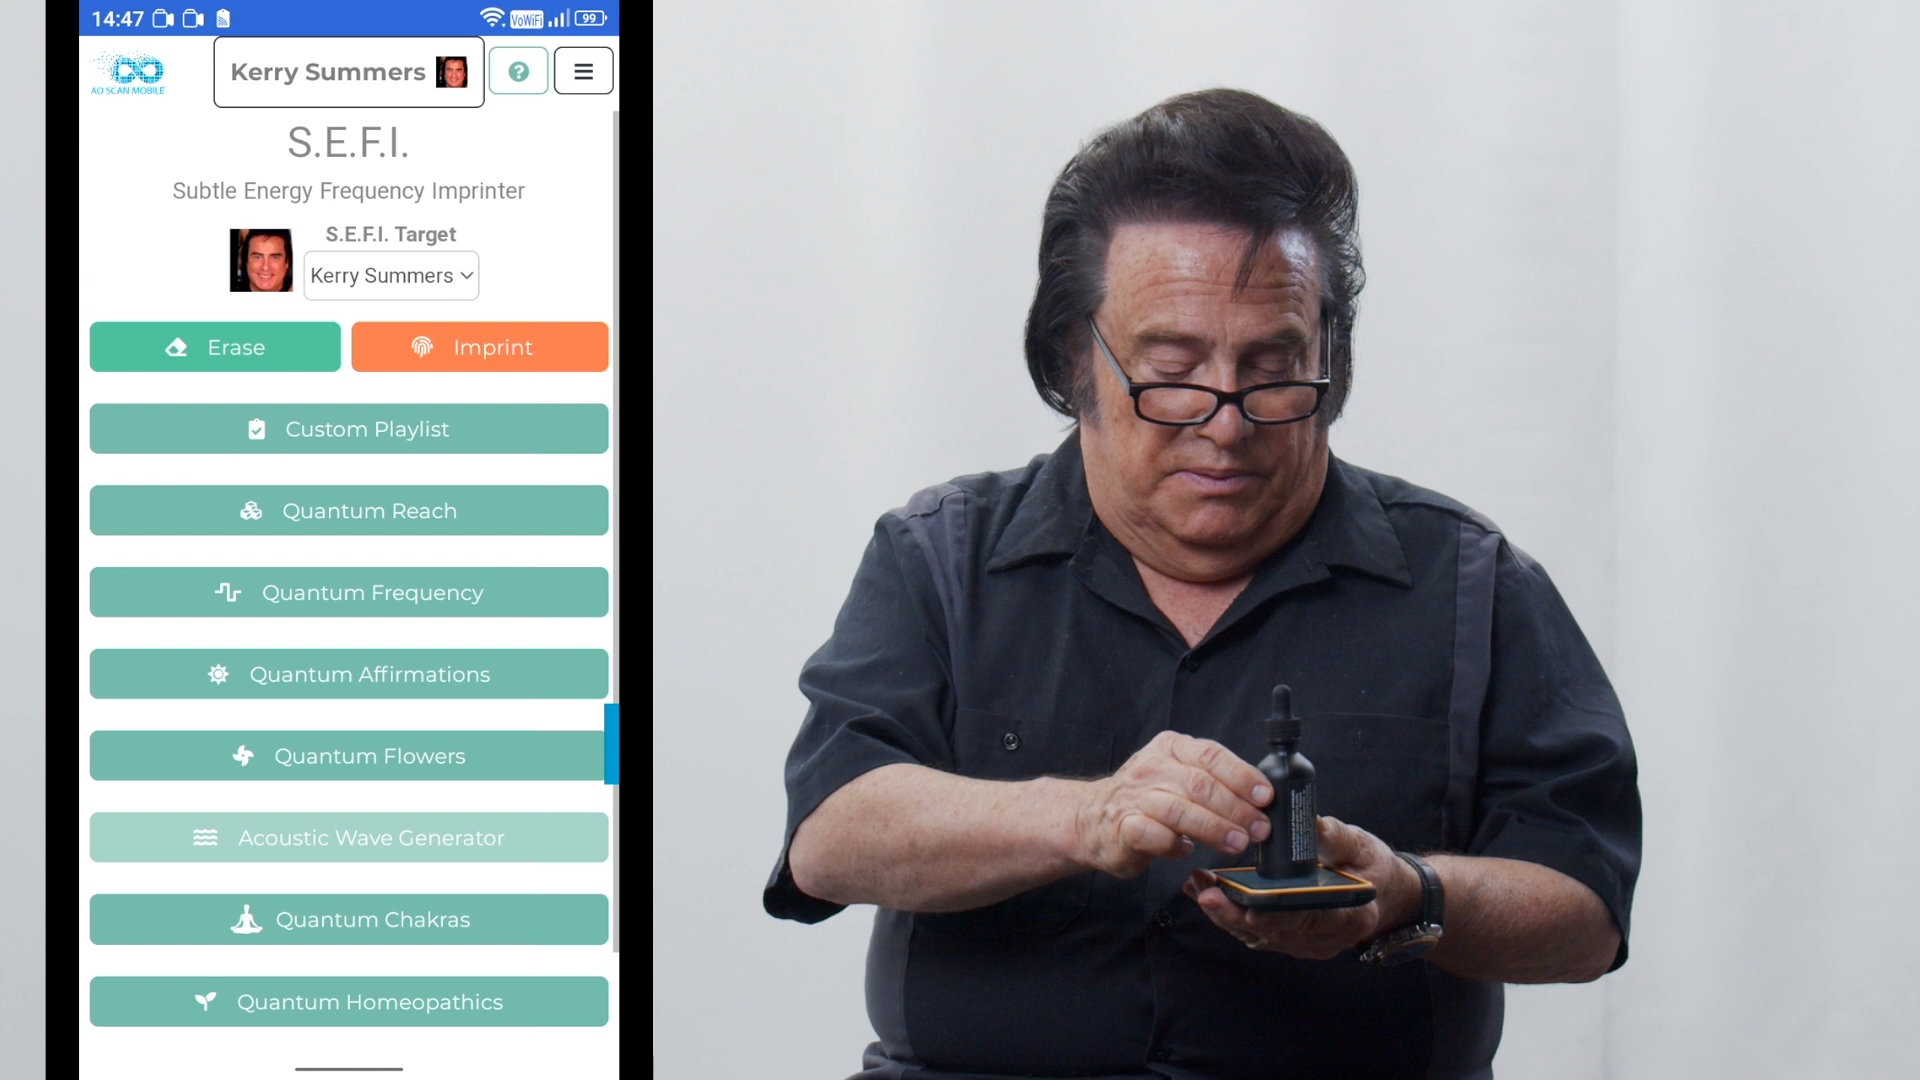 14:47
VoWiFi
99
AO SCAN MOBILE
Kerry Summers
?
S.E.F.I.
Subtle Energy Frequency Imprinter
S.E.F.I. Target
Kerry Summers
Erase
Imprint
Custom Playlist
Quantum Reach
Quantum Frequency
Quantum Affirmations
Quantum Flowers
Acoustic Wave Generator
Quantum Chakras
Quantum Homeopathics